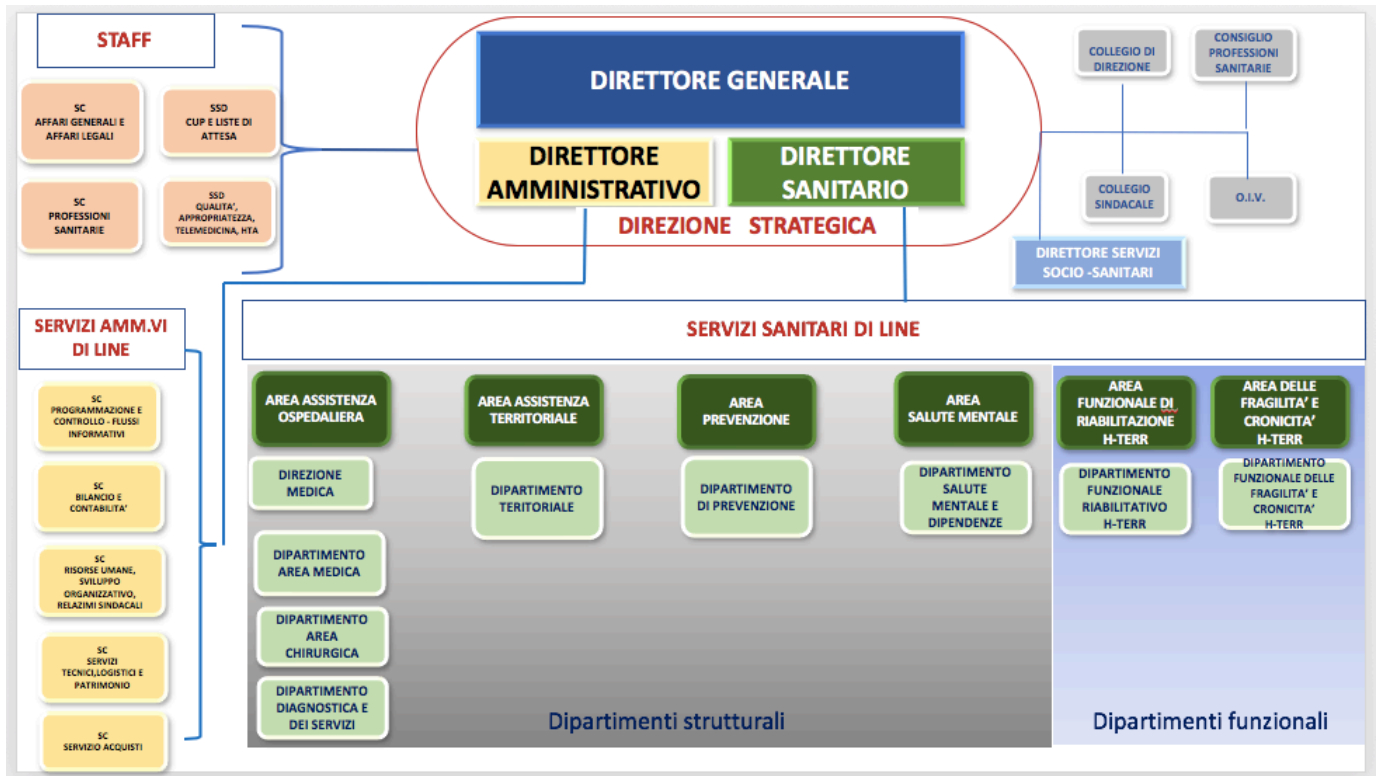 STAFF
SC
AFFARI GENERALI E
AFFARI LEGALI
SSD
CUP E LISTE DI
ATTESA
SC
PROFESSIONI
SANITARIE
SSD
QUALITA’,
APPROPRIATEZZA,
TELEMEDICINA, HTA
DIRETTORE GENERALE
DIRETTORE
AMMINISTRATIVO
DIRETTORE
SANITARIO
DIREZIONE STRATEGICA
COLLEGIO DI
DIREZIONE
CONSIGLIO
PROFESSIONI
SANITARIE
COLLEGIO
SINDACALE
O.I.V.
DIRETTORE SERVIZI
SOCIO -SANITARI
SERVIZI AMM.VI
DI LINE
SC
PROGRAMMAZIONE E
CONTROLLO - FLUSSI
INFORMATIVI
SC
BILANCIO E
CONTABILITA’
SC
RISORSE UMANE,
SVILUPPO
ORGANIZZATIVO,
RELAZIMI SINDACALI
SC
SERVIZI
TECNICI,LOGISTICI E
PATRIMONIO
SC
SERVIZIO ACQUISTI
SERVIZI SANITARI DI LINE
AREA ASSISTENZA
OSPEDALIERA
DIREZIONE
MEDICA
DIPARTIMENTO
AREA MEDICA
DIPARTIMENTO
AREA
CHIRURGICA
DIPARTIMENTO
DIAGNOSTICA E
DEI SERVIZI
AREA ASSISTENZA
TERRITORIALE
DIPARTIMENTO
TERITORIALE
AREA
PREVENZIONE
DIPARTIMENTO
DI PREVENZIONE
AREA
SALUTE MENTALE
DIPARTIMENTO
SALUTE
MENTALE E
DIPENDENZE
Dipartimenti strutturali
AREA
FUNZIONALE DI
RIABILITAZIONE
H-TERR
DIPARTIMENTO
FUNZIONALE
RIABILITATIVO
H-TERR
AREA DELLE
FRAGILITA’ E
CRONICITA’
H-TERR
DIPARTIMENTO
FUNZIONALE DELLE
FRAGILITA’ E
CRONICITA’
H-TERR
Dipartimenti funzionali